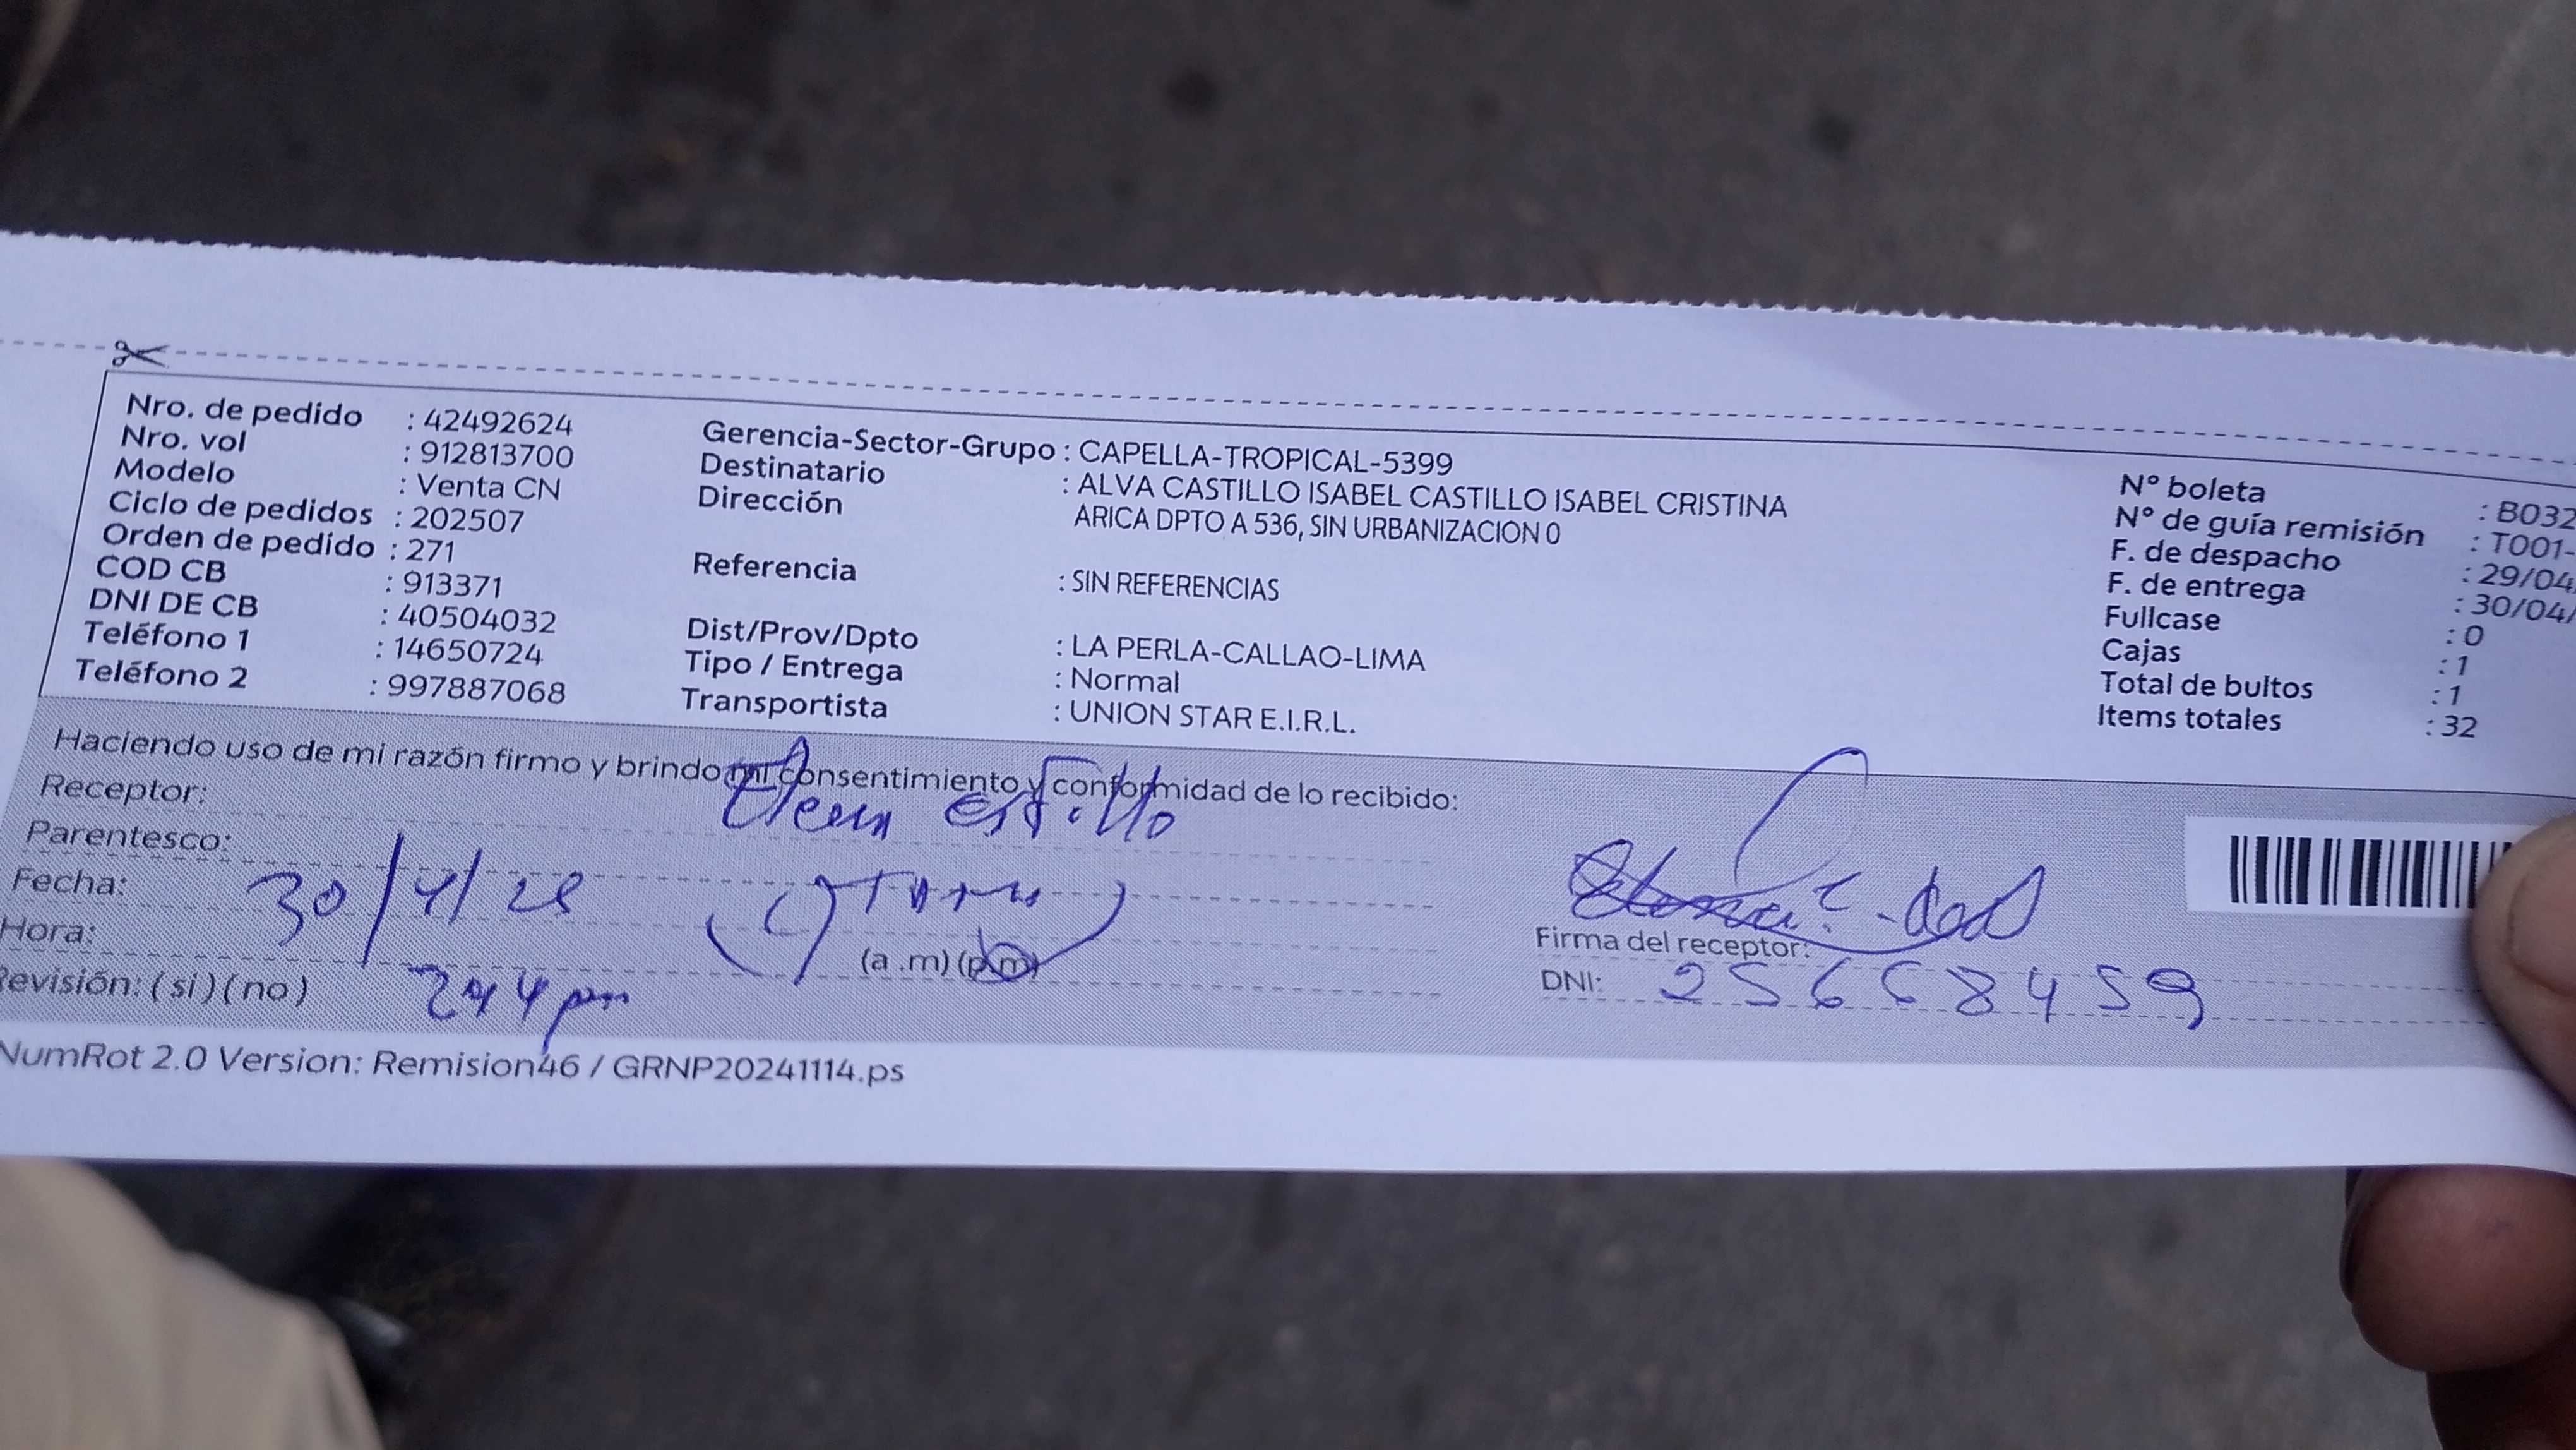 Nro. de pedido : 42492624
Nro. vol : 912813700
Modelo : Venta CN
Ciclo de pedidos : 202507
Orden de pedido : 271
COD CB : 913371
DNI DE CB : 40504032
Teléfono 1 : 14650724
Teléfono 2 : 997887068
Gerencia-Sector-Grupo : CAPELLA-TROPICAL-5399
Destinatario : ALVA CASTILLO ISABEL CASTILLO ISABEL CRISTINA
Dirección ARICA DPTO A 536, SIN URBANIZACION 0
Referencia : SIN REFERENCIAS
Dist/Prov/Dpto : LA PERLA-CALLAO-LIMA
Tipo / Entrega : Normal
Transportista : UNION STAR E.I.R.L.
N° boleta : B032
N° de guía remisión : T001-
F. de despacho : 29/04/
F. de entrega : 30/04/
Fullcase : 0
Cajas : 1
Total de bultos : 1
Items totales : 32
Haciendo uso de mi razón firmo y brindo mi consentimiento y conformidad de lo recibido:
Receptor:
Parentesco:
Fecha: 30/4/25
Hora: (a .m) (p.m)
Revisión: ( si ) ( no )
Firma del receptor:
DNI: 25668459
NumRot 2.0 Version: Remision46 / GRNP20241114.ps